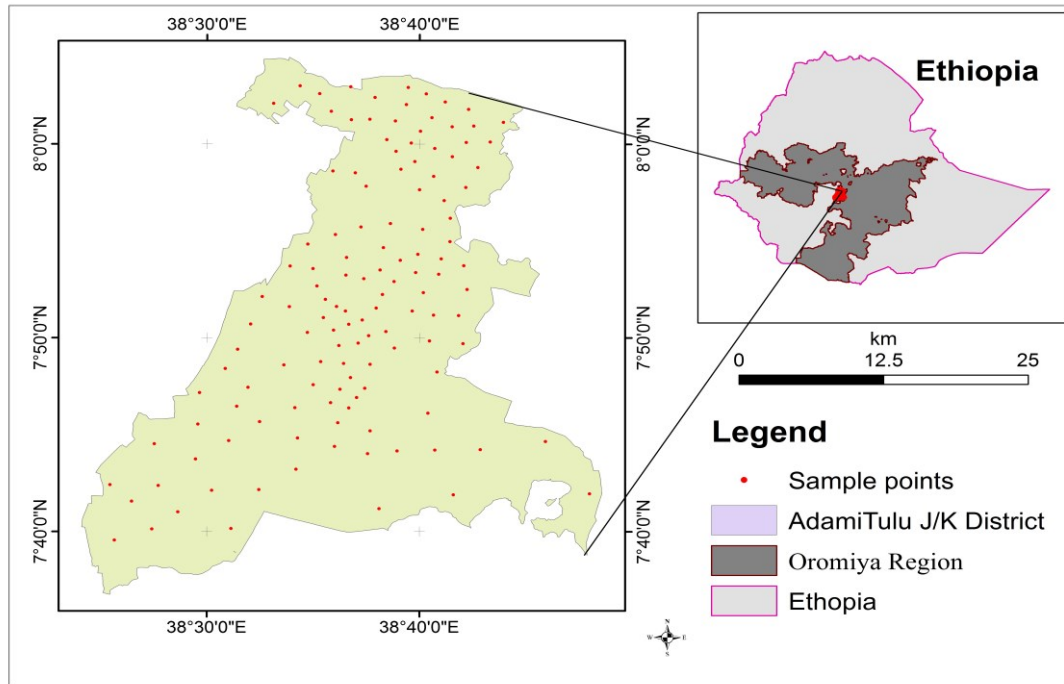 38°30'0"E 38°40'0"E
8°0'0"N 8°0'0"N
7°50'0"N 7°50'0"N
7°40'0"N 7°40'0"N
38°30'0"E 38°40'0"E
Ethiopia
km
0 12.5 25
Legend
Sample points
AdamiTulu J/K District
Oromiya Region
Ethopia
N
W E
S